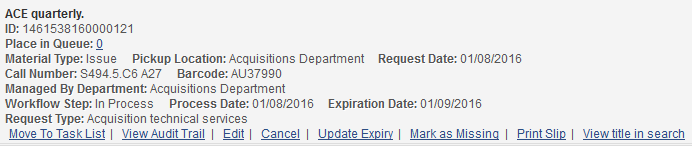 ACE quarterly.
ID: 1461538160000121
Place in Queue: 0
Material Type: Issue Pickup Location: Acquisitions Department Request Date: 01/08/2016
Call Number: S494.5.C6 A27 Barcode: AU37990
Managed By Department: Acquisitions Department
Workflow Step: In Process Process Date: 01/08/2016 Expiration Date: 01/09/2016
Request Type: Acquisition technical services
Move To Task List | View Audit Trail | Edit | Cancel | Update Expiry | Mark as Missing | Print Slip | View title in search